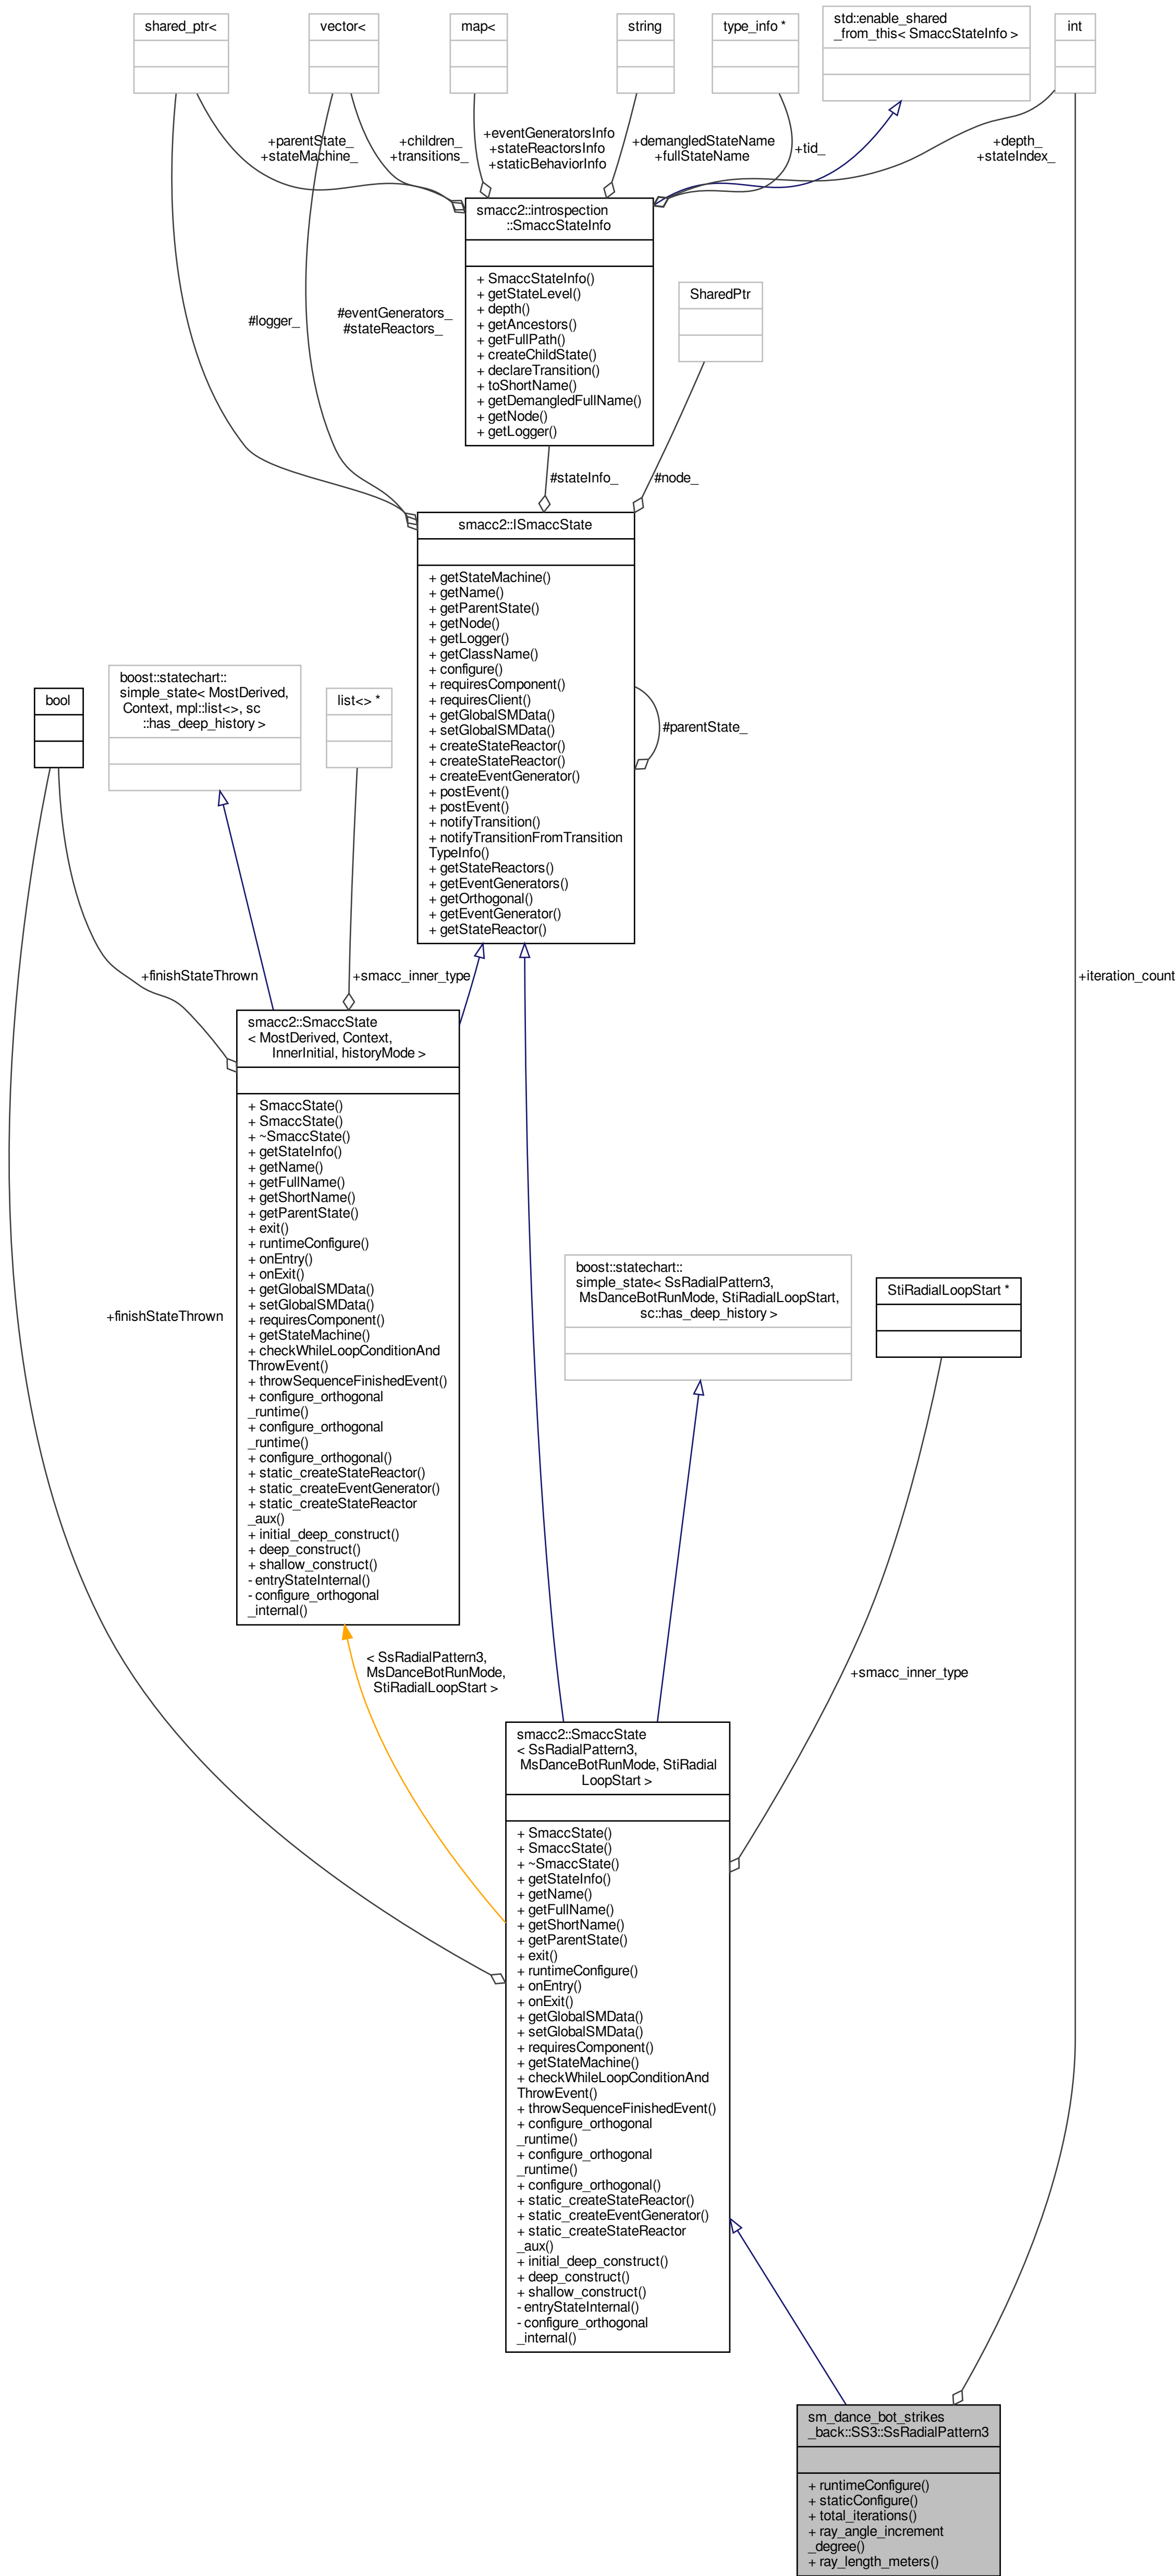 shared_ptr<
vector<
map<
string
type_info *
std::enable_shared
_from_this< SmaccStateInfo >
int
+parentState_
+stateMachine_
+children_
+transitions_
+eventGeneratorsInfo
+stateReactorsInfo
+staticBehaviorInfo
+demangledStateName
+fullStateName
+tid_
+depth_
+stateIndex_
smacc2::introspection
::SmaccStateInfo
+ SmaccStateInfo()
+ getStateLevel()
+ depth()
+ getAncestors()
+ getFullPath()
+ createChildState()
+ declareTransition()
+ toShortName()
+ getDemangledFullName()
+ getNode()
+ getLogger()
SharedPtr
#logger_
#eventGenerators_
#stateReactors_
#stateInfo_
#node_
smacc2::ISmaccState
+ getStateMachine()
+ getName()
+ getParentState()
+ getNode()
+ getLogger()
+ getClassName()
+ configure()
+ requiresComponent()
+ requiresClient()
+ getGlobalSMData()
+ setGlobalSMData()
+ createStateReactor()
+ createStateReactor()
+ createEventGenerator()
+ postEvent()
+ postEvent()
+ notifyTransition()
+ notifyTransitionFromTransition
TypeInfo()
+ getStateReactors()
+ getEventGenerators()
+ getOrthogonal()
+ getEventGenerator()
+ getStateReactor()
#parentState_
bool
boost::statechart::
simple_state< MostDerived,
Context, mpl::list<>, sc
::has_deep_history >
list<> *
+finishStateThrown
+smacc_inner_type
+iteration_count
smacc2::SmaccState
< MostDerived, Context,
InnerInitial, historyMode >
+ SmaccState()
+ SmaccState()
+ ~SmaccState()
+ getStateInfo()
+ getName()
+ getFullName()
+ getShortName()
+ getParentState()
+ exit()
+ runtimeConfigure()
+ onEntry()
+ onExit()
+ getGlobalSMData()
+ setGlobalSMData()
+ requiresComponent()
+ getStateMachine()
+ checkWhileLoopConditionAnd
ThrowEvent()
+ throwSequenceFinishedEvent()
+ configure_orthogonal
_runtime()
+ configure_orthogonal
_runtime()
+ configure_orthogonal()
+ static_createStateReactor()
+ static_createEventGenerator()
+ static_createStateReactor
_aux()
+ initial_deep_construct()
+ deep_construct()
+ shallow_construct()
- entryStateInternal()
- configure_orthogonal
_internal()
+finishStateThrown
boost::statechart::
simple_state< SsRadialPattern3,
MsDanceBotRunMode, StiRadialLoopStart,
sc::has_deep_history >
StiRadialLoopStart *
< SsRadialPattern3,
MsDanceBotRunMode,
StiRadialLoopStart >
+smacc_inner_type
smacc2::SmaccState
< SsRadialPattern3,
MsDanceBotRunMode, StiRadial
LoopStart >
+ SmaccState()
+ SmaccState()
+ ~SmaccState()
+ getStateInfo()
+ getName()
+ getFullName()
+ getShortName()
+ getParentState()
+ exit()
+ runtimeConfigure()
+ onEntry()
+ onExit()
+ getGlobalSMData()
+ setGlobalSMData()
+ requiresComponent()
+ getStateMachine()
+ checkWhileLoopConditionAnd
ThrowEvent()
+ throwSequenceFinishedEvent()
+ configure_orthogonal
_runtime()
+ configure_orthogonal
_runtime()
+ configure_orthogonal()
+ static_createStateReactor()
+ static_createEventGenerator()
+ static_createStateReactor
_aux()
+ initial_deep_construct()
+ deep_construct()
+ shallow_construct()
- entryStateInternal()
- configure_orthogonal
_internal()
sm_dance_bot_strikes
_back::SS3::SsRadialPattern3
+ runtimeConfigure()
+ staticConfigure()
+ total_iterations()
+ ray_angle_increment
_degree()
+ ray_length_meters()